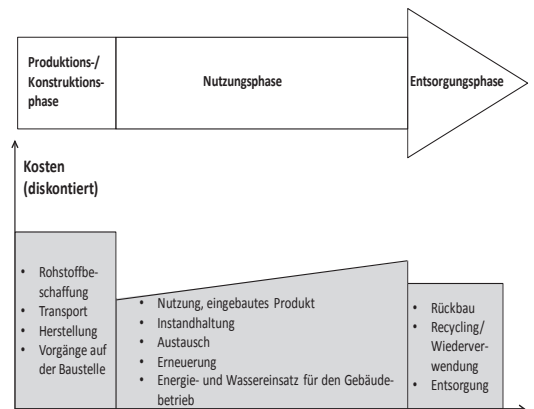 Produktions-/
Konstruktions-
phase
Nutzungsphase
Entsorgungsphase
Kosten
(diskontiert)
• Rohstoffbe-
schaffung
• Transport
• Herstellung
• Vorgänge auf
der Baustelle
• Nutzung, eingebautes Produkt
• Instandhaltung
• Austausch
• Erneuerung
• Energie- und Wassereinsatz für den Gebäude-
betrieb
• Rückbau
• Recycling/
Wiederver-
wendung
• Entsorgung